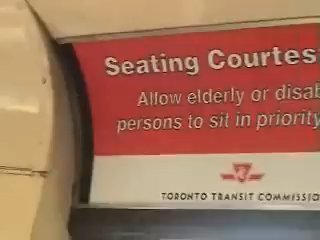 Seating Courtes
Allow elderly or disab
persons to sit in priority
TORONTO TRANSIT COMMISSIO